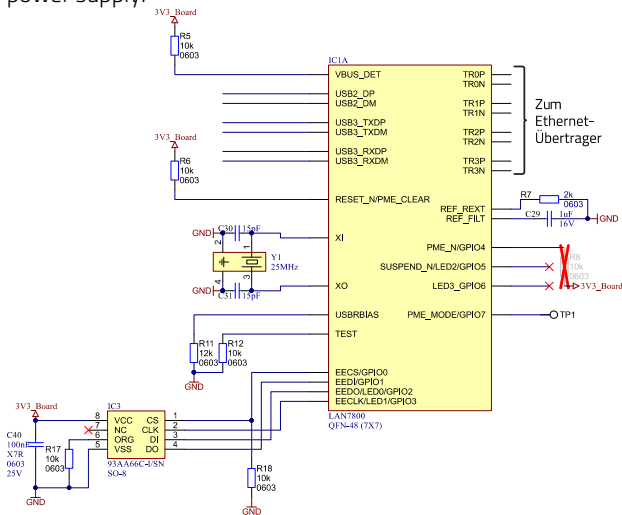 power supply.
3V3_Board
R5
10k
0603
IC1A
VBUS_DET
USB2_DP
USB2_DM
USB3_TXDP
USB3_TXDM
USB3_RXDP
USB3_RXDM
RESET_N/PME_CLEAR
XI
XO
USBRBIAS
TEST
EECS/GPIO0
EEDI/GPIO1
EEDO/LED0/GPIO2
EECLK/LED1/GPIO3
TR0P
TR0N
TR1P
TR1N
TR2P
TR2N
TR3P
TR3N
REF_REXT
REF_FILT
PME_N/GPIO4
SUSPEND_N/LED2/GPIO5
LED3_GPIO6
PME_MODE/GPIO7
LAN7800
QFN-48 (7X7)
Zum
Ethernet-
Übertrager
3V3_Board
R6
10k
0603
R7
2k
0603
C29
1uF
16V
GND
R8
10k
0603
3V3_Board
TP1
GND
C30
15pF
2
1
Y1
25MHz
4
3
GND
C31
15pF
R11
12k
0603
R12
10k
0603
GND
3V3_Board
C40
100nF
X7R
0603
25V
R17
10k
0603
GND
IC3
8
VCC
CS
1
7
NC
CLK
2
6
ORG
DI
3
5
VSS
DO
4
93AA66C-I/SN
SO-8
R18
10k
0603
GND